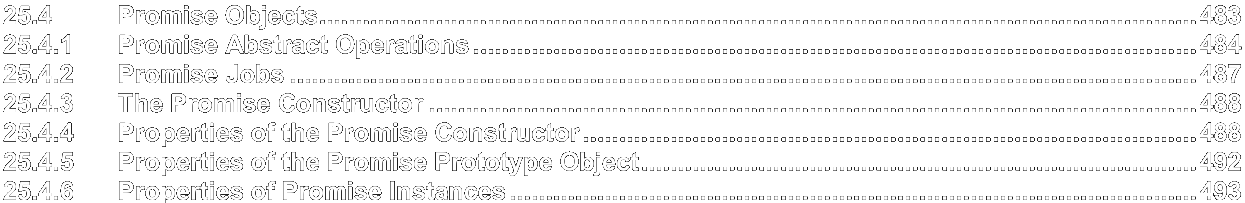 25.4 Promise Objects 483
25.4.1 Promise Abstract Operations 484
25.4.2 Promise Jobs 487
25.4.3 The Promise Constructor 488
25.4.4 Properties of the Promise Constructor 488
25.4.5 Properties of the Promise Prototype Object 492
25.4.6 Properties of Promise Instances 493